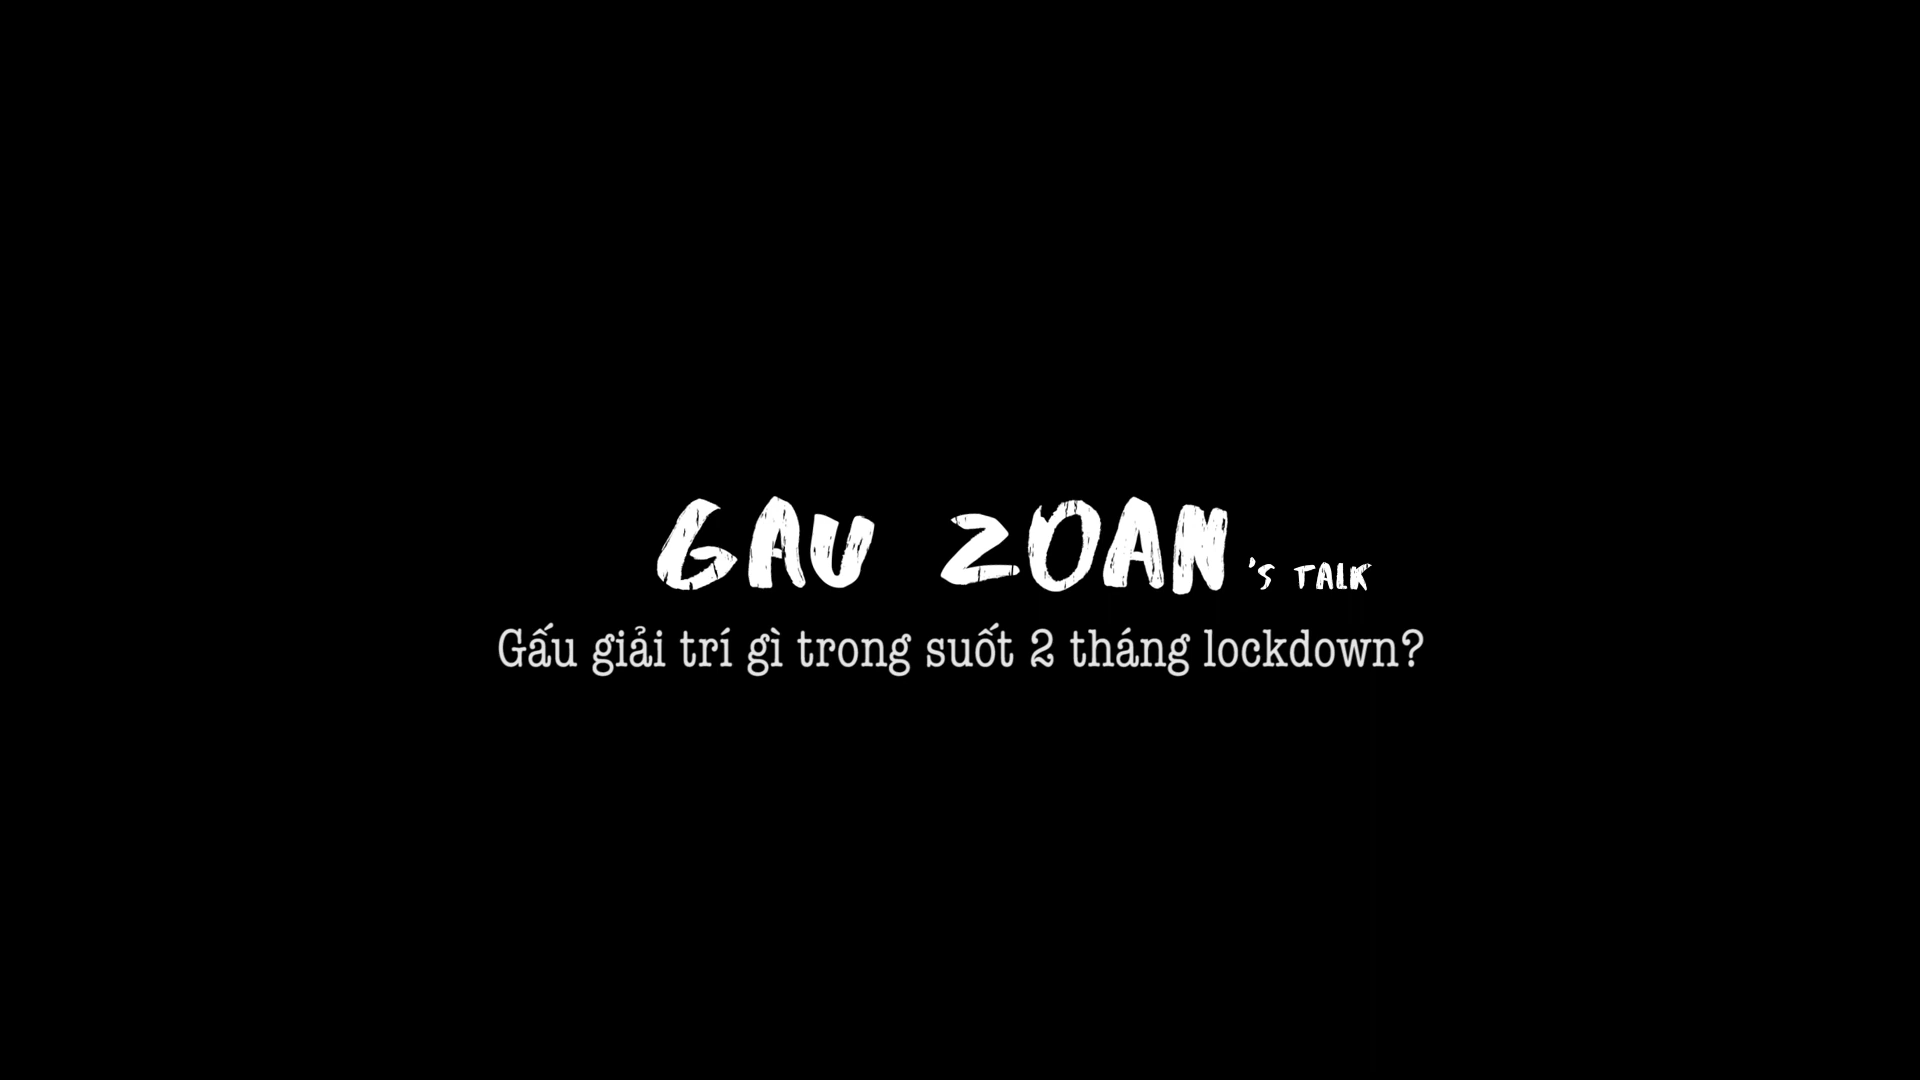 GAU ZOAN 'S TALK
Gấu giải trí gì trong suốt 2 tháng lockdown?